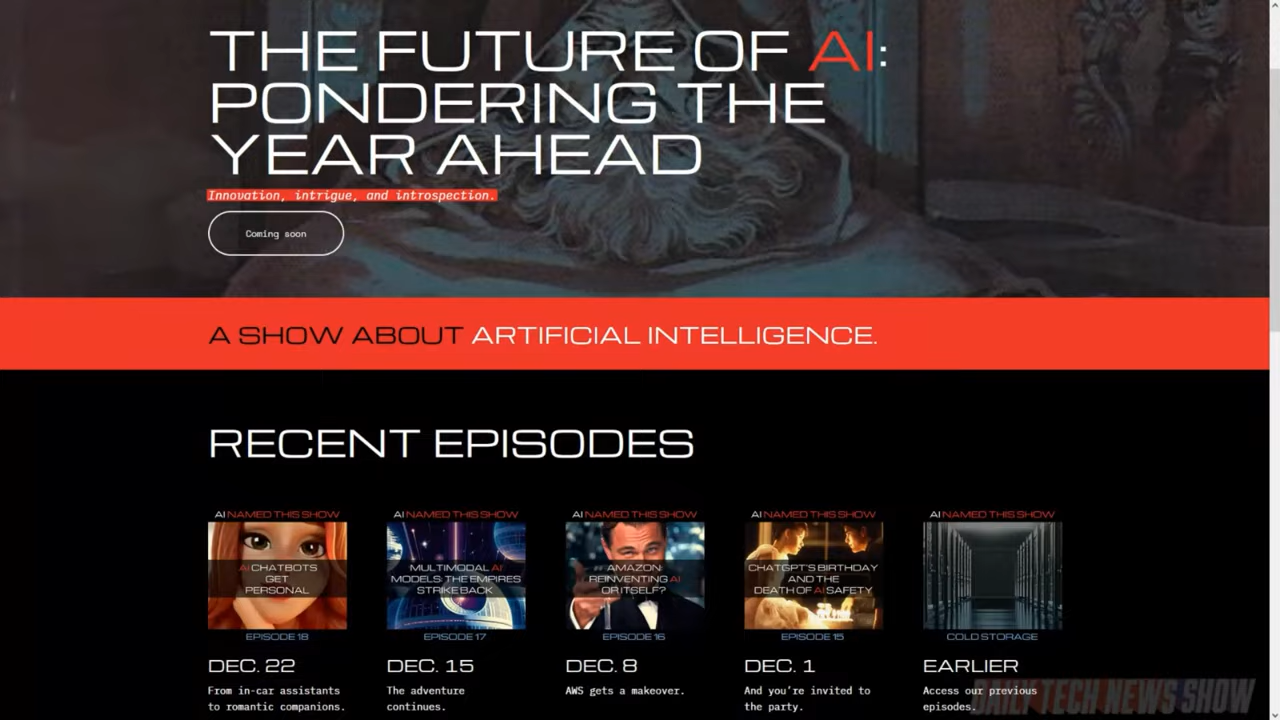 THE FUTURE OF AI:
PONDERING THE
YEAR AHEAD
Innovation, intrigue, and introspection.
Coming soon
A SHOW ABOUT ARTIFICIAL INTELLIGENCE.
RECENT EPISODES
AI NAMED THIS SHOW
AI CHATBOTS
GET
PERSONAL
EPISODE 18
DEC. 22
From in-car assistants
to romantic companions.
AI NAMED THIS SHOW
MULTIMODAL AI
MODELS: THE EMPIRES
STRIKE BACK
EPISODE 17
DEC. 15
The adventure
continues.
AI NAMED THIS SHOW
AMAZON:
REINVENTING AI
OR ITSELF?
EPISODE 16
DEC. 8
AWS gets a makeover.
AI NAMED THIS SHOW
CHATGPT'S BIRTHDAY
AND THE
DEATH OF AI SAFETY
EPISODE 15
DEC. 1
And you're invited to
the party.
AI NAMED THIS SHOW
COLD STORAGE
EARLIER
Access our previous
episodes.
DAILY TECH NEWS SHOW